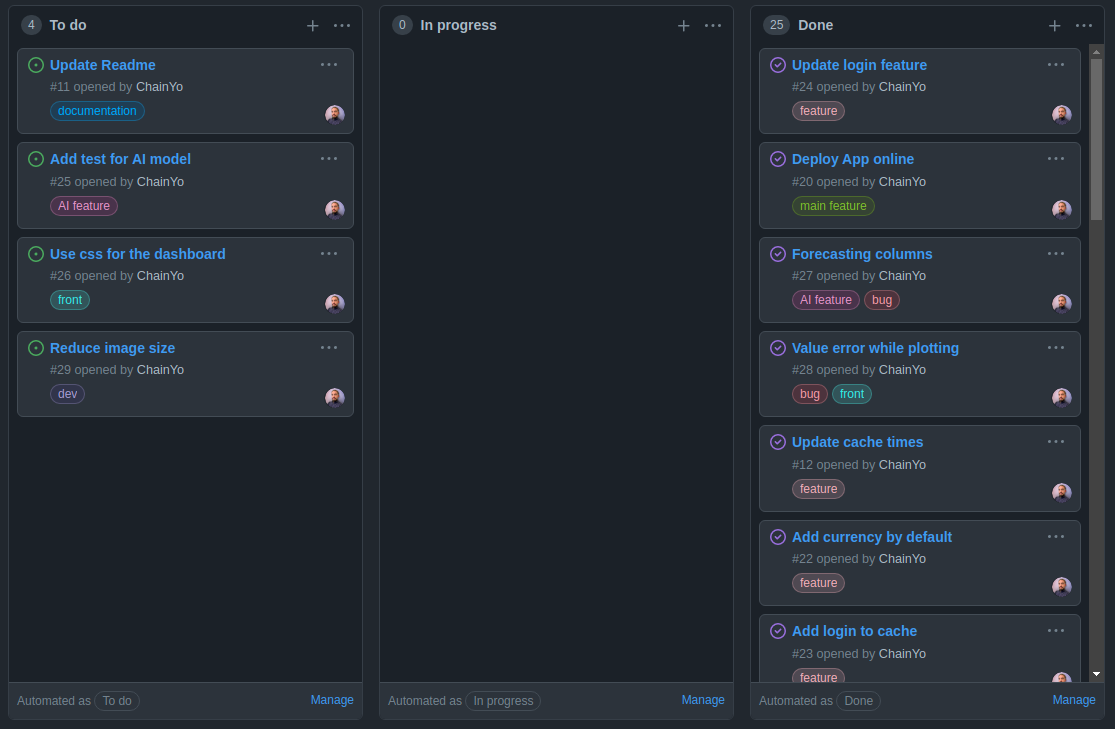 4 To do
Update Readme
#11 opened by ChainYo
documentation
Add test for AI model
#25 opened by ChainYo
AI feature
Use css for the dashboard
#26 opened by ChainYo
front
Reduce image size
#29 opened by ChainYo
dev
Automated as To do Manage
0 In progress
Automated as In progress Manage
25 Done
Update login feature
#24 opened by ChainYo
feature
Deploy App online
#20 opened by ChainYo
main feature
Forecasting columns
#27 opened by ChainYo
AI feature bug
Value error while plotting
#28 opened by ChainYo
bug front
Update cache times
#12 opened by ChainYo
feature
Add currency by default
#22 opened by ChainYo
feature
Add login to cache
#23 opened by ChainYo
feature
Automated as Done Manage